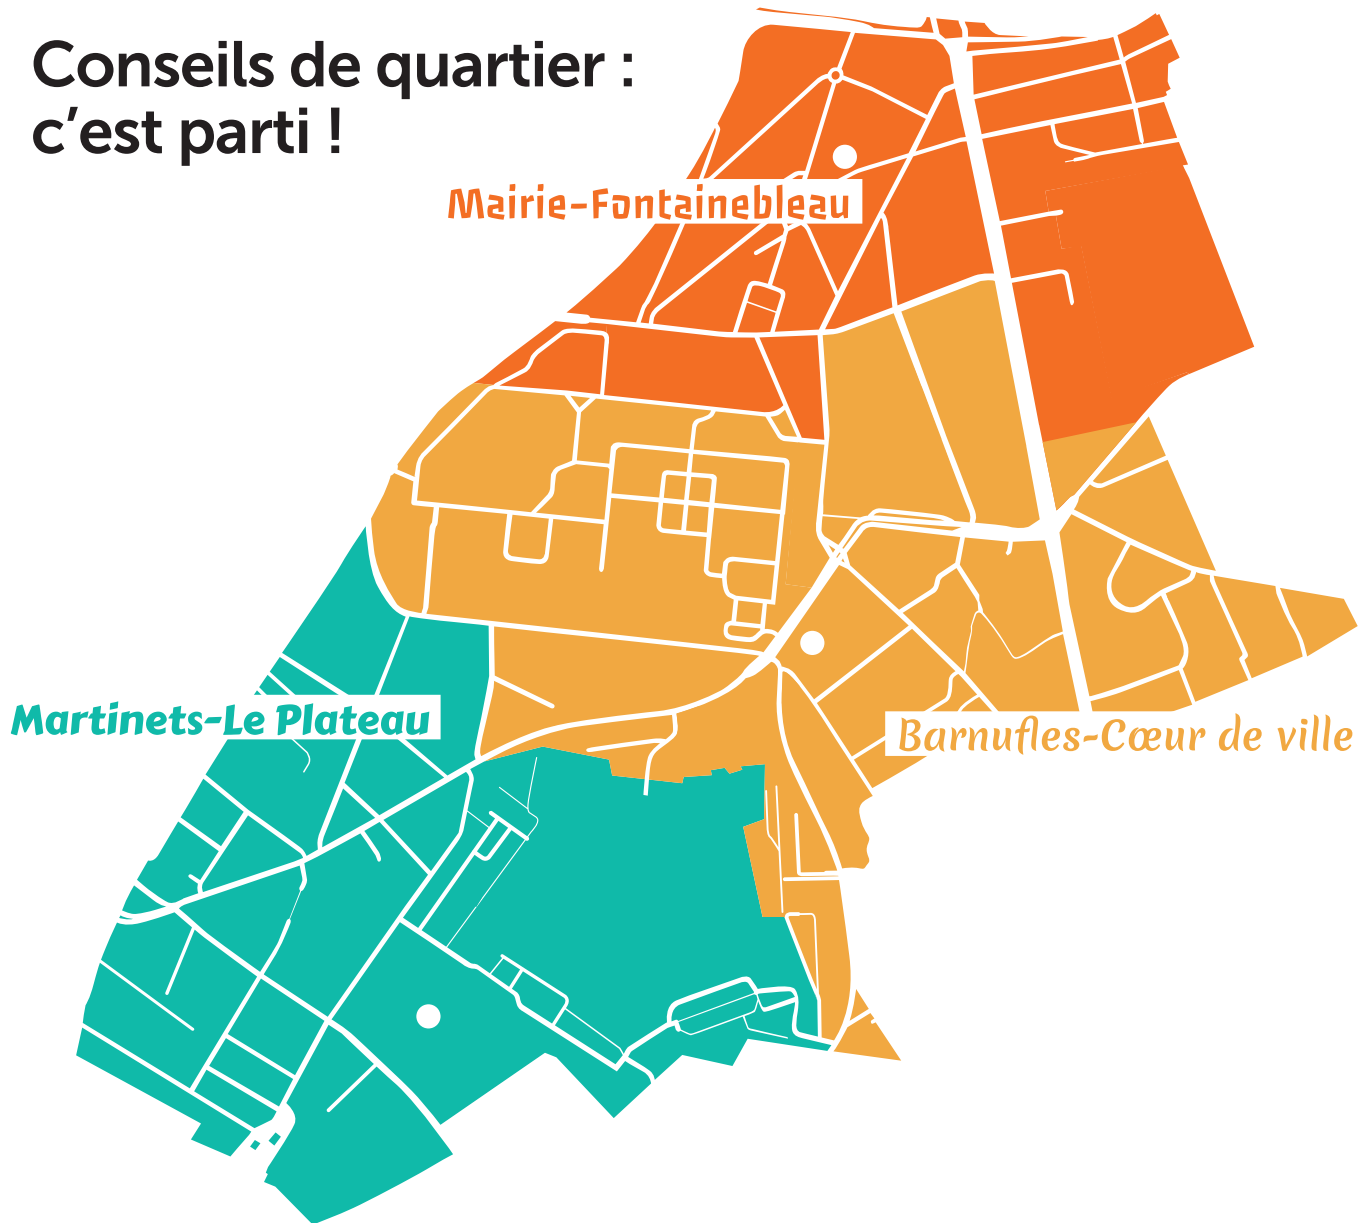 Conseils de quartier :
c’est parti !
Mairie-Fontainebleau
Martinets-Le Plateau
Barnufles-Cœur de ville